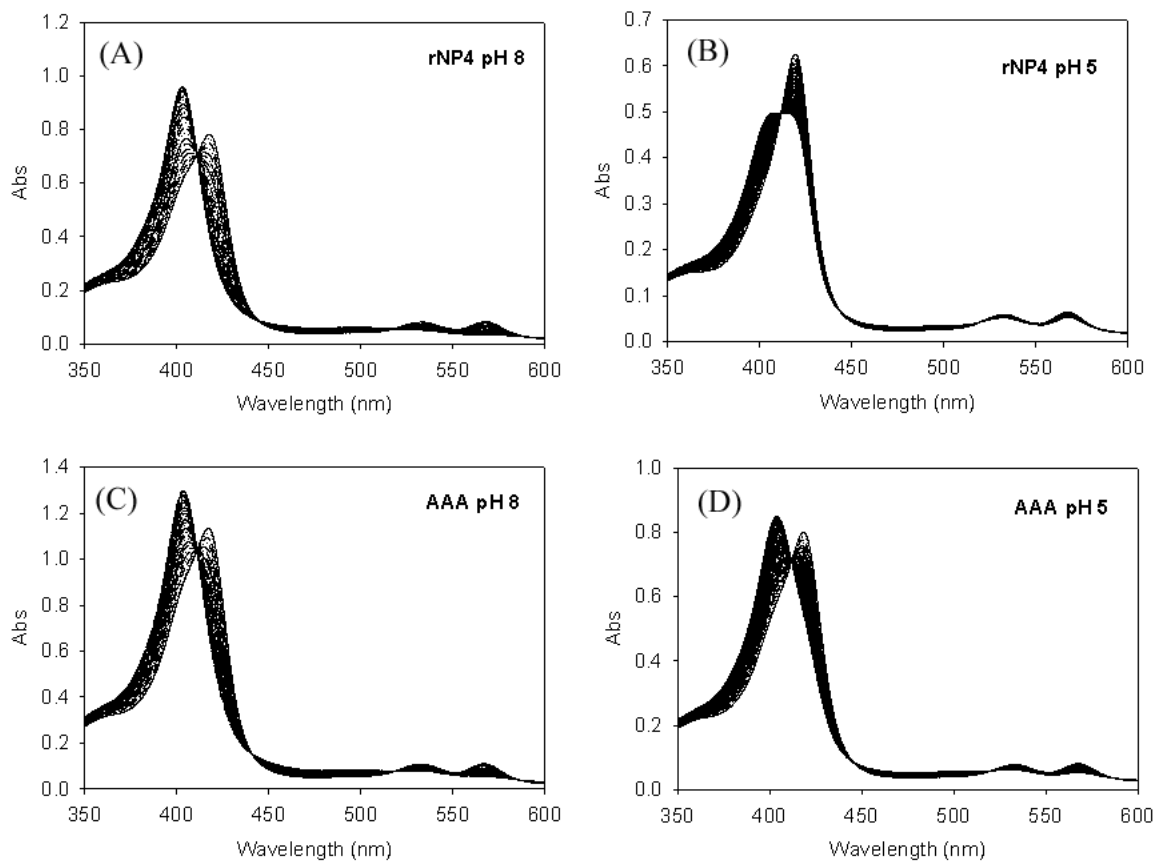 (A)
rNP4 pH 8
1.2
1.0
0.8
0.6
0.4
0.2
0.0
Abs
350 400 450 500 550 600
Wavelength (nm)
(B)
rNP4 pH 5
0.7
0.6
0.5
0.4
0.3
0.2
0.1
0.0
Abs
350 400 450 500 550 600
Wavelength (nm)
(C)
AAA pH 8
1.4
1.2
1.0
0.8
0.6
0.4
0.2
0.0
Abs
350 400 450 500 550 600
Wavelength (nm)
(D)
AAA pH 5
1.0
0.8
0.6
0.4
0.2
0.0
Abs
350 400 450 500 550 600
Wavelength (nm)